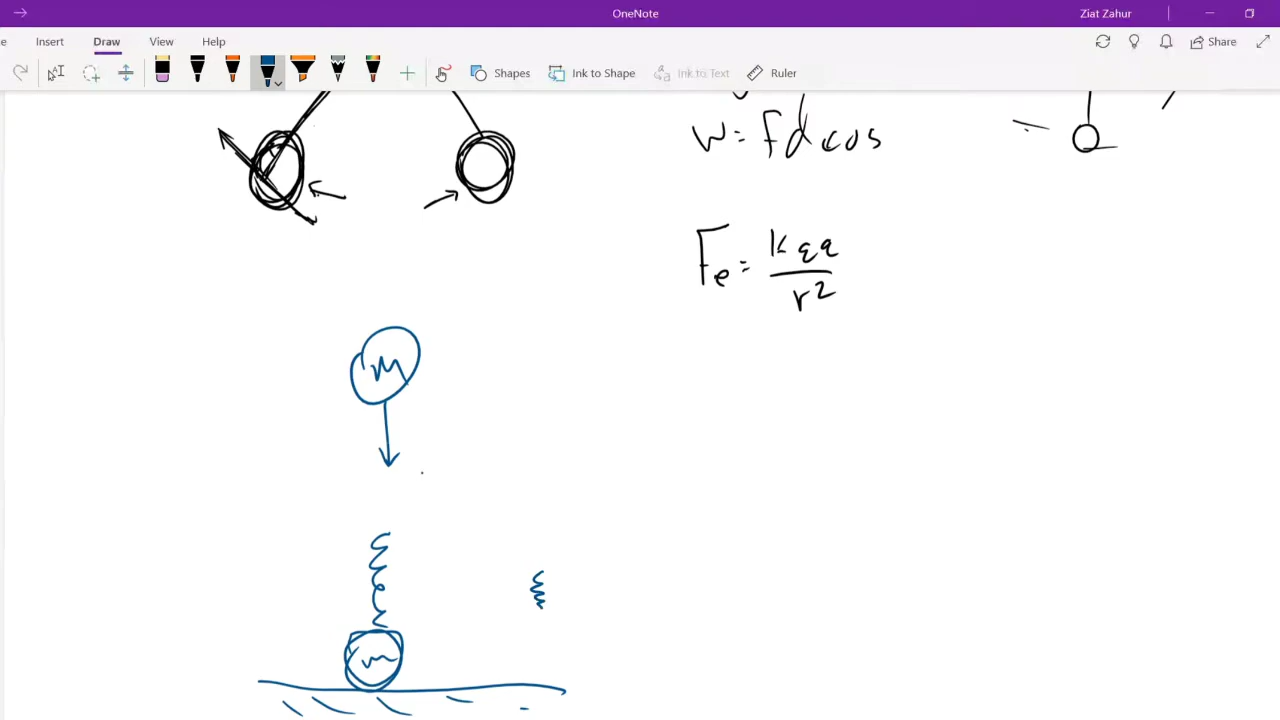 OneNote
Ziat Zahur
Insert Draw View Help
Share
Shapes
Ink to Shape
Ink to Text
Ruler
W= Fd cos
Fe = kqq
r2
M
m